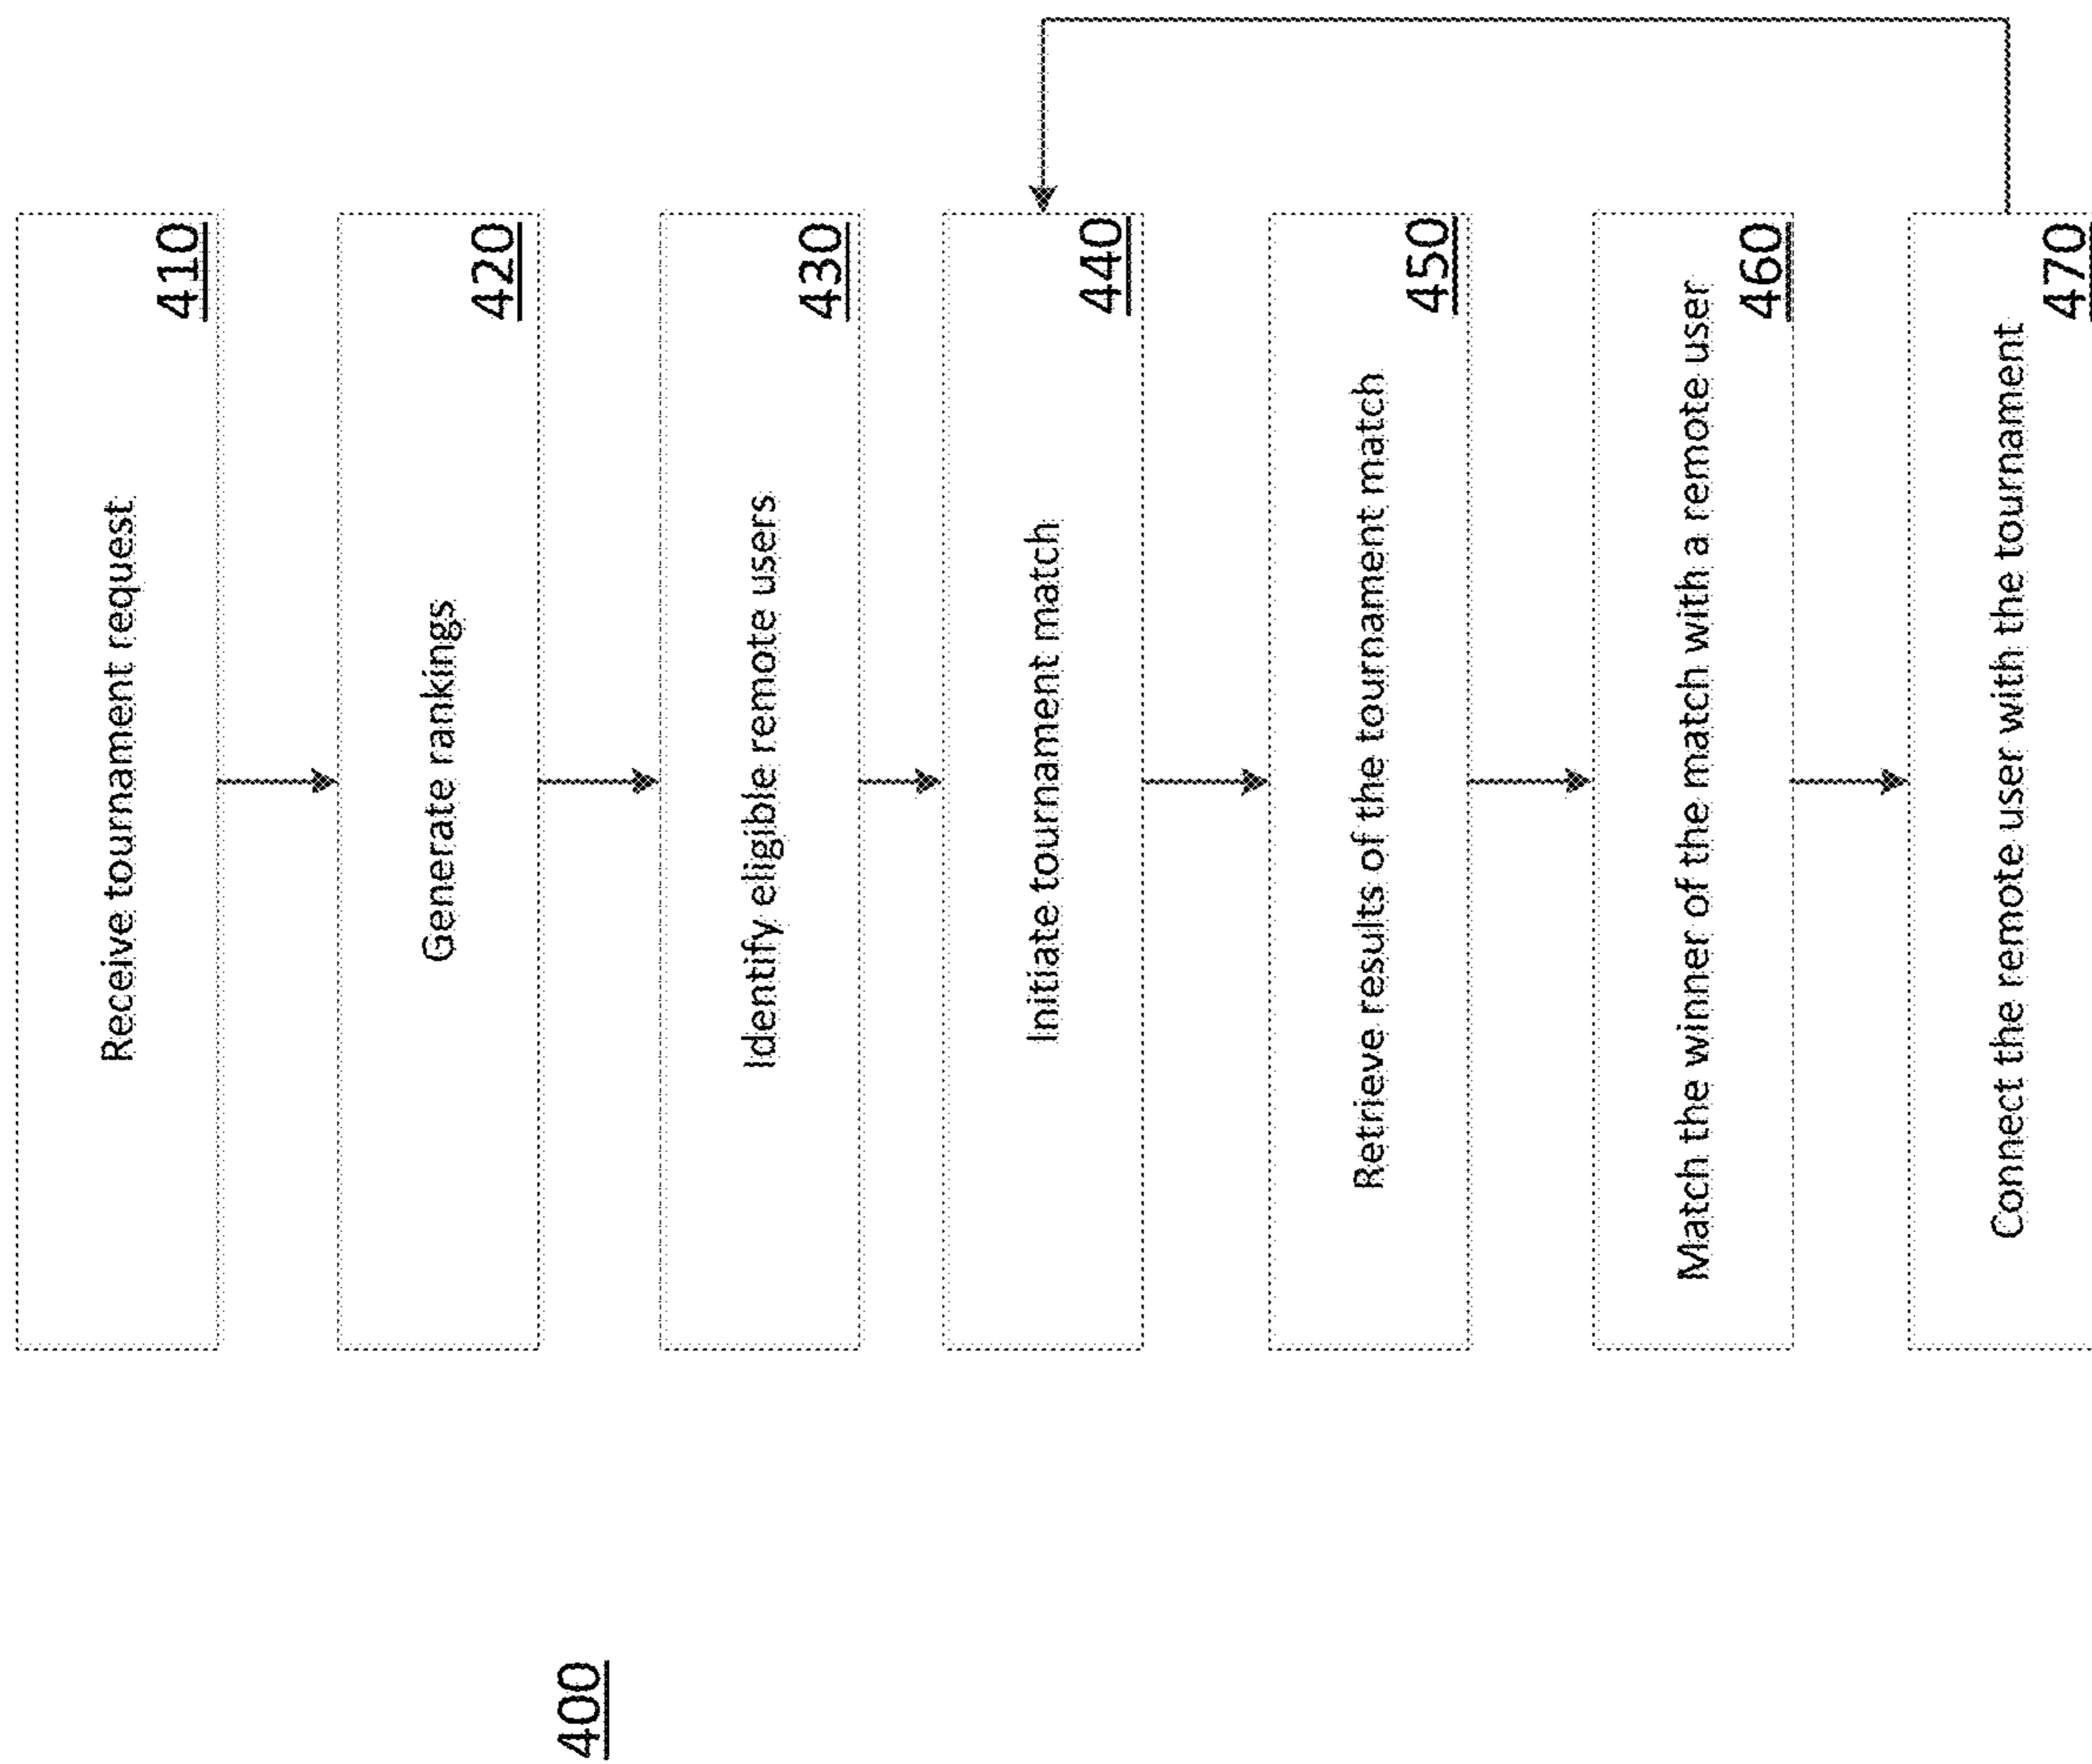 400
Receive tournament request
410
Generate rankings
420
Identify eligible remote users
430
Initiate tournament match
440
Retrieve results of the tournament match
450
Match the winner of the match with a remote user
460
Connect the remote user with the tournament
470